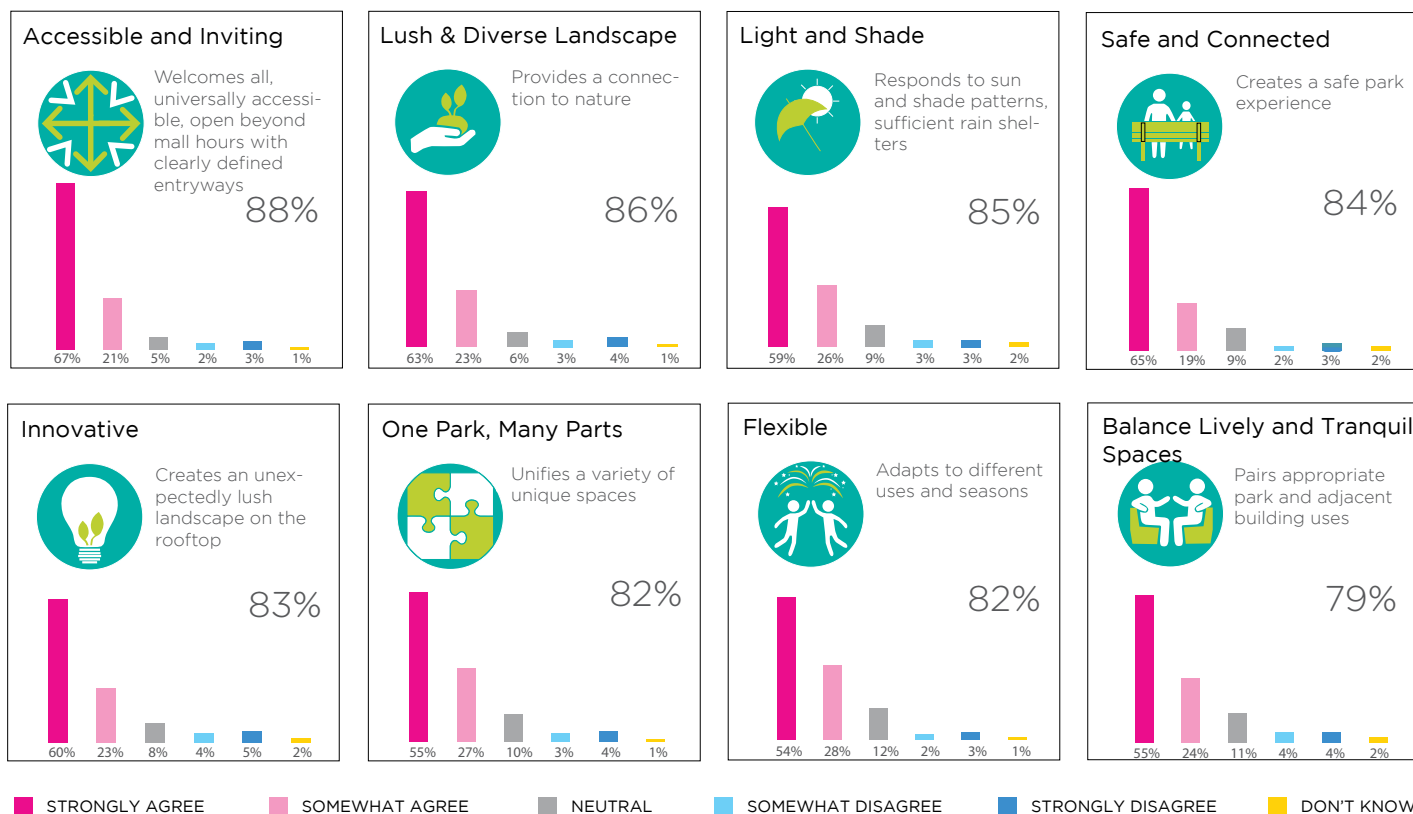 Accessible and Inviting
Welcomes all,
universally accessi-
ble, open beyond
mall hours with
clearly defined
entryways
88%
67% 21% 5% 2% 3% 1%
Lush & Diverse Landscape
Provides a connec-
tion to nature
86%
63% 23% 6% 3% 4% 1%
Light and Shade
Responds to sun
and shade patterns,
sufficient rain shel-
ters
85%
59% 26% 9% 3% 3% 2%
Safe and Connected
Creates a safe park
experience
84%
65% 19% 9% 2% 3% 2%
Innovative
Creates an unex-
pectedly lush
landscape on the
rooftop
83%
60% 23% 8% 4% 5% 2%
One Park, Many Parts
Unifies a variety of
unique spaces
82%
55% 27% 10% 3% 4% 1%
Flexible
Adapts to different
uses and seasons
82%
54% 28% 12% 2% 3% 1%
Balance Lively and Tranquil
Spaces
Pairs appropriate
park and adjacent
building uses
79%
55% 24% 11% 4% 4% 2%
STRONGLY AGREE SOMEWHAT AGREE NEUTRAL SOMEWHAT DISAGREE STRONGLY DISAGREE DON'T KNOW